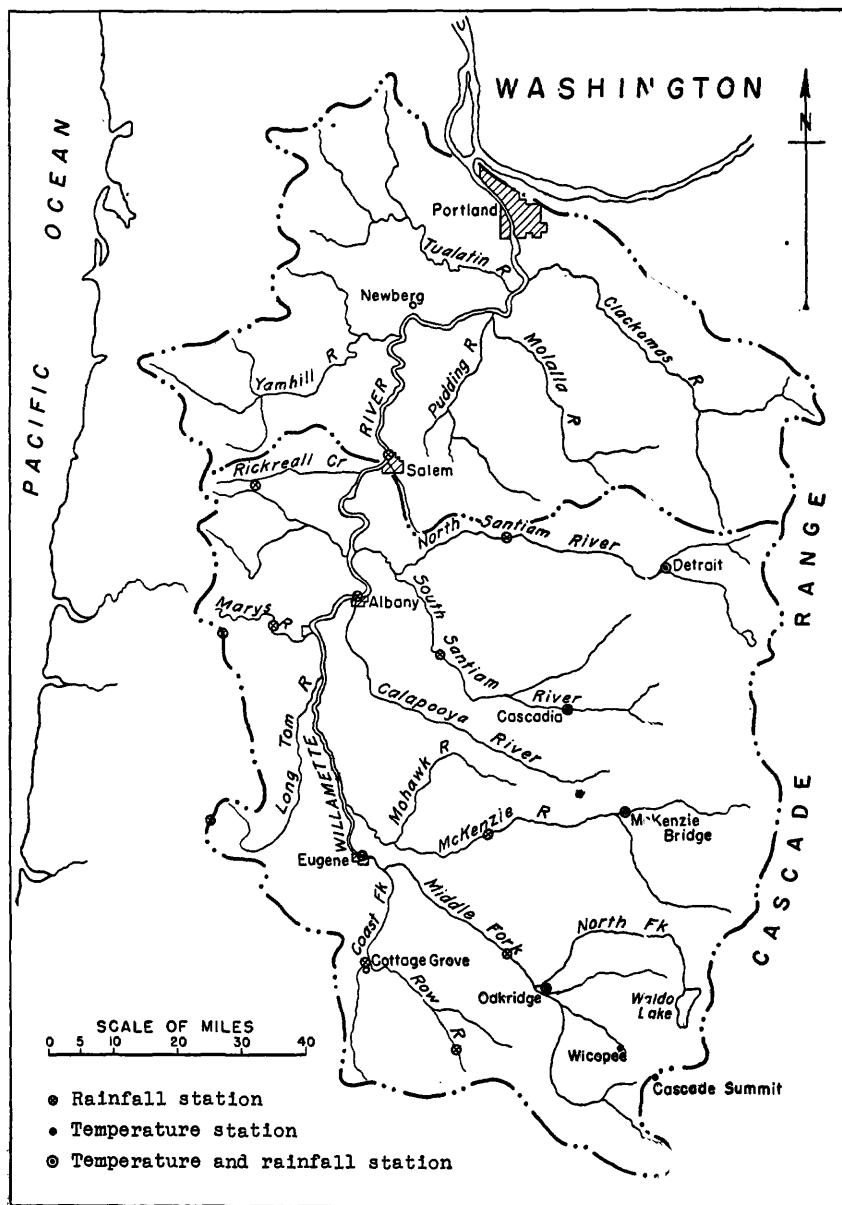 WASHINGTON
N
PACIFIC OCEAN
Portland
Tualatin R
Newberg
Clackomas R
Pudding R
Molalla R
Yamhill R
RIVER
Rickreall Cr
Salem
North Santiam River
Detrait
CASCADE RANGE
South Santiam River
Marys R
Albany
Cascadia
Calapooya River
Long Tom R
WILLAMETTE
Mohawk R
McKenzie R
McKenzie Bridge
Eugene
Coast Fk
Middle Fork
North Fk
Cottage Grove
Row R
Oakridge
Waldo Lake
Wicopee
Cascade Summit
SCALE OF MILES
0 5 10 20 30 40
Rainfall station
Temperature station
Temperature and rainfall station